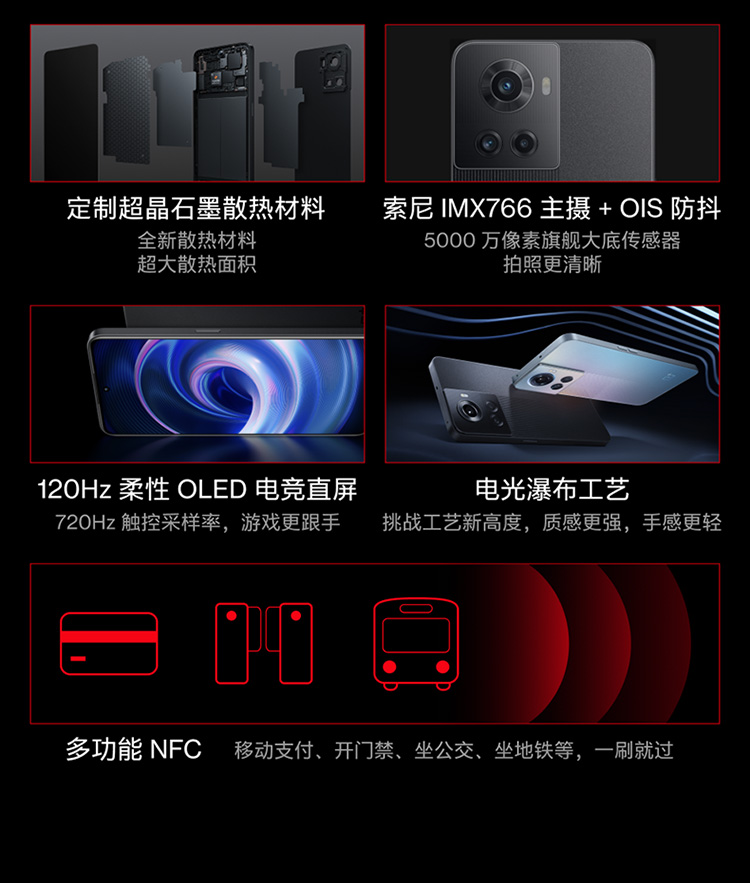 定制超晶石墨散热材料
全新散热材料
超大散热面积
索尼 IMX766 主摄 + OIS 防抖
5000 万像素旗舰大底传感器
拍照更清晰
120Hz 柔性 OLED 电竞直屏
720Hz 触控采样率，游戏更跟手
电光瀑布工艺
挑战工艺新高度，质感更强，手感更轻
多功能 NFC
移动支付、开门禁、坐公交、坐地铁等，一刷就过